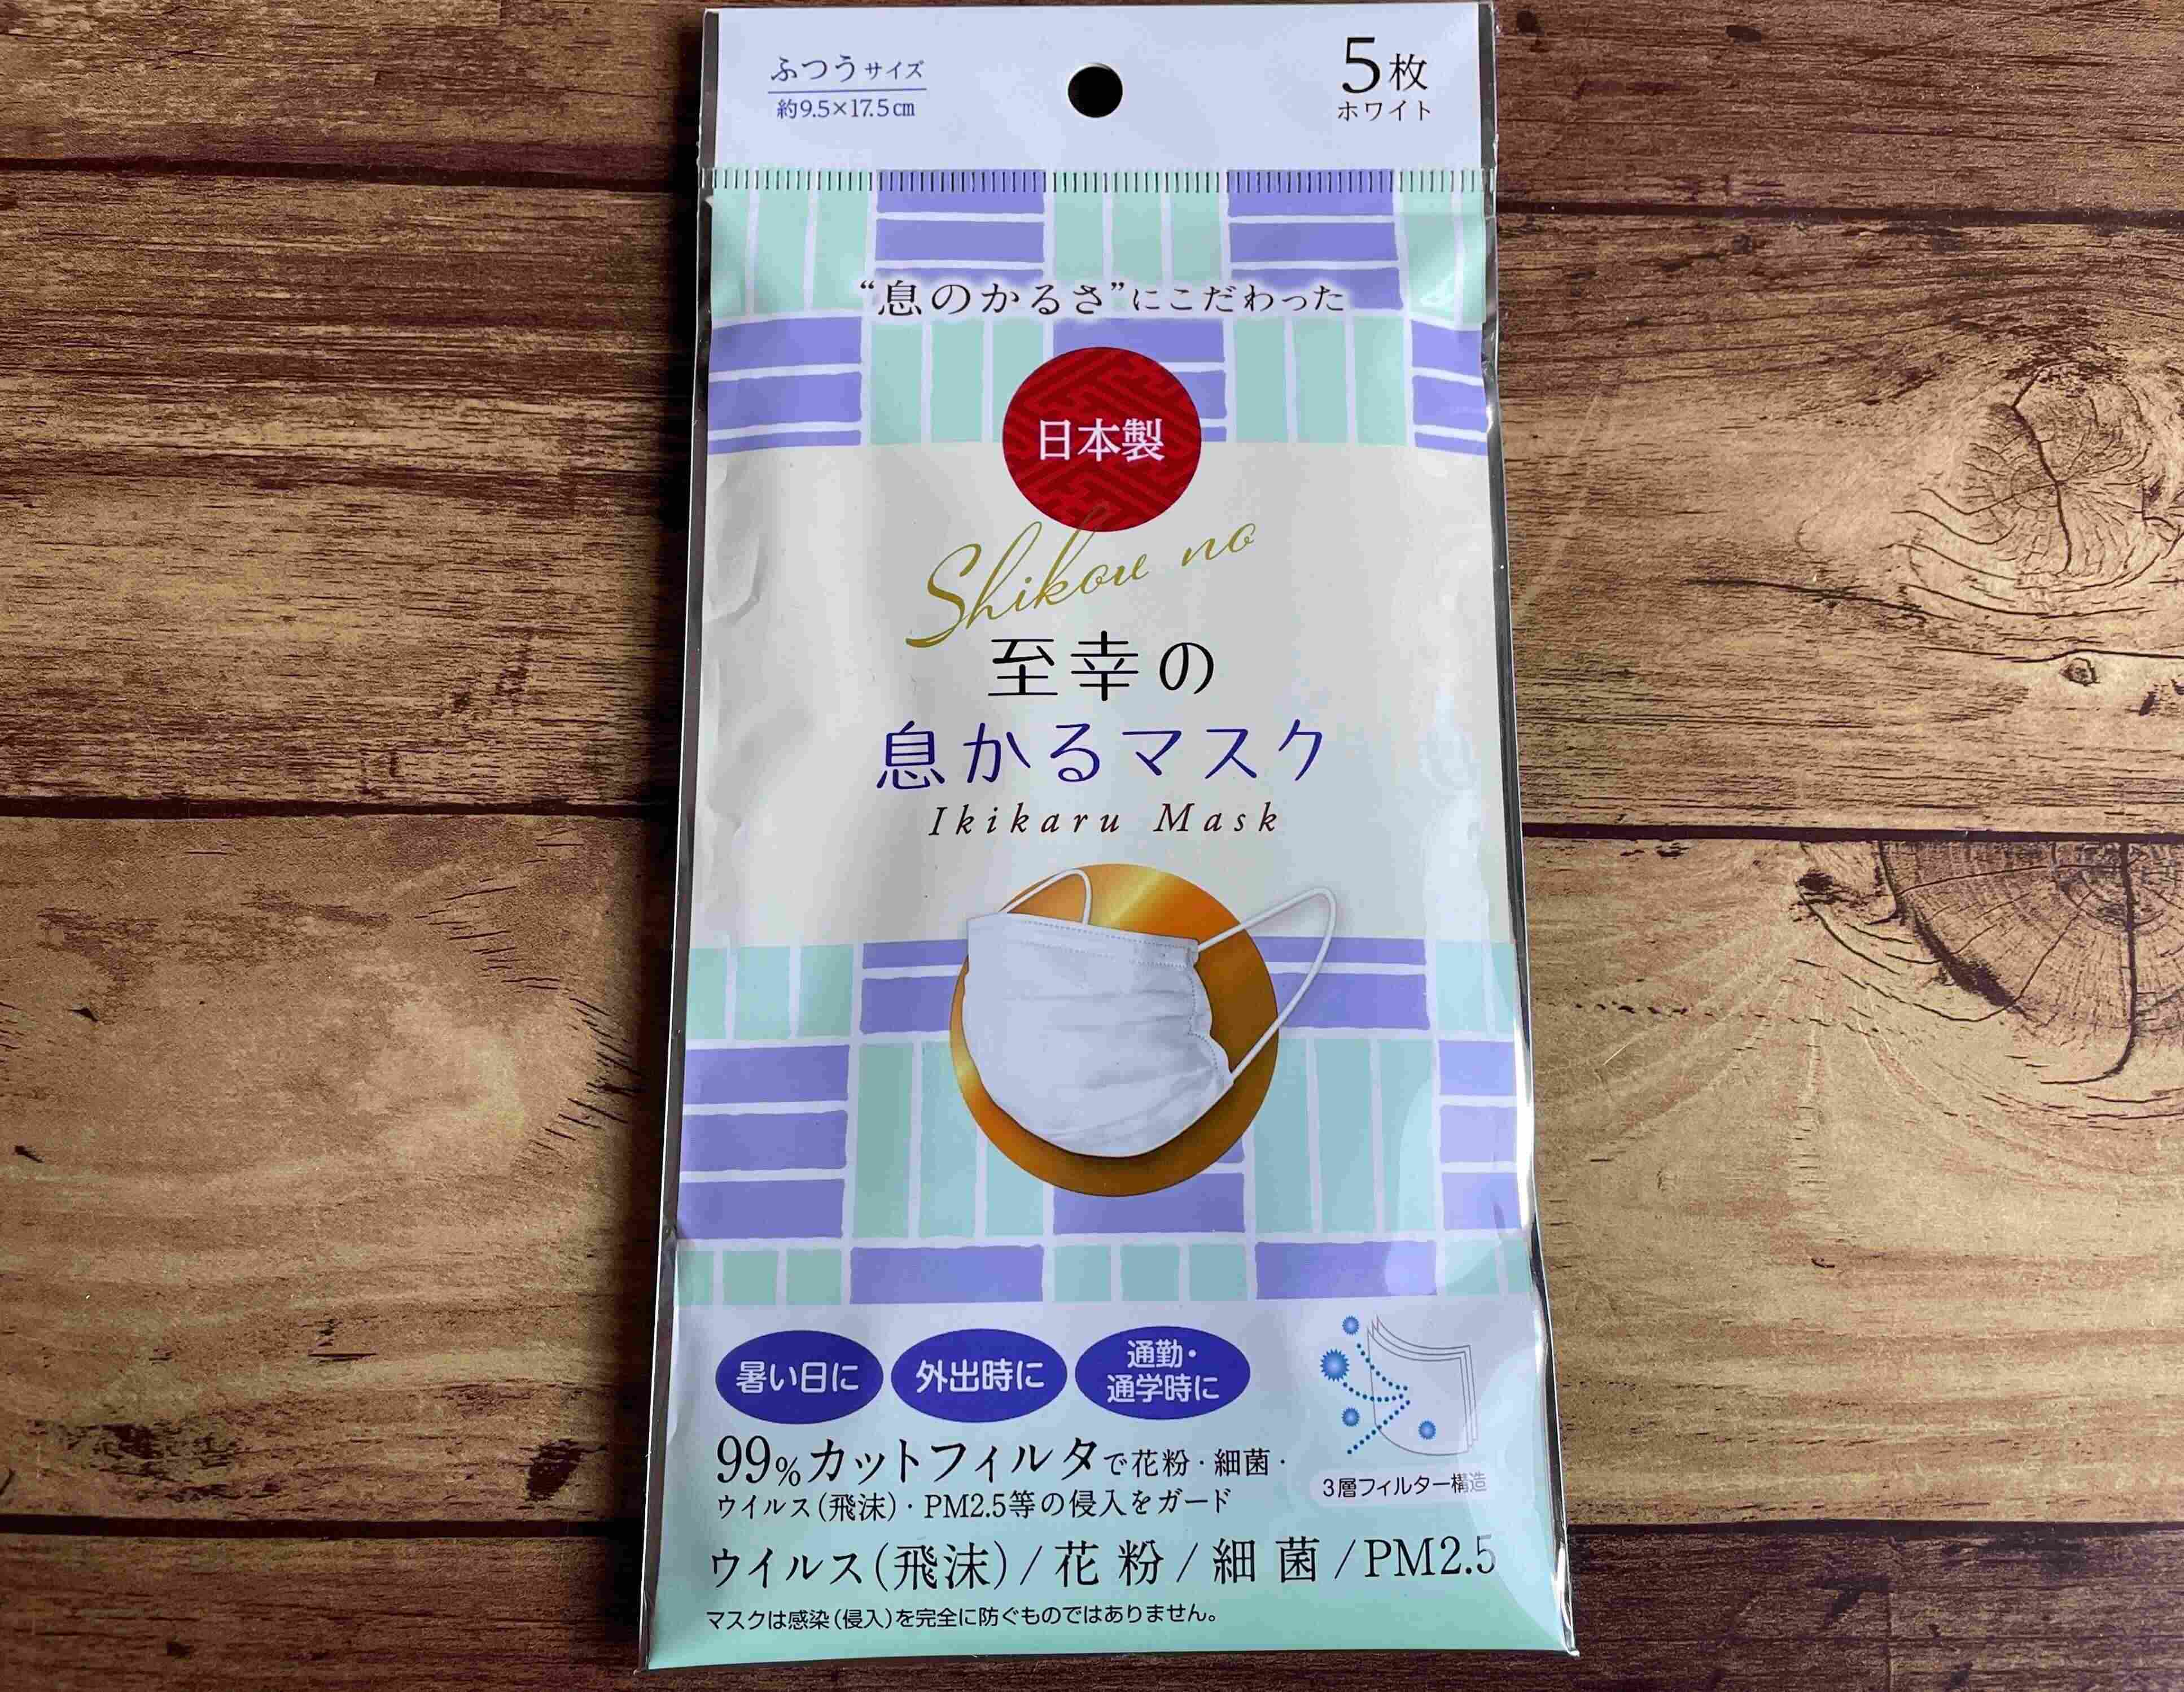 ふつうサイズ
約9.5×17.5㎝
5枚
ホワイト
“息のかるさ”にこだわった
日本製
Shikou no
至幸の
息かるマスク
Ikikaru Mask
暑い日に
外出時に
通勤・
通学時に
99%カットフィルタで花粉・細菌・
ウイルス(飛沫)・PM2.5等の侵入をガード
3層フィルター構造
ウイルス(飛沫)/花粉/細菌/PM2.5
マスクは感染(侵入)を完全に防ぐものではありません。